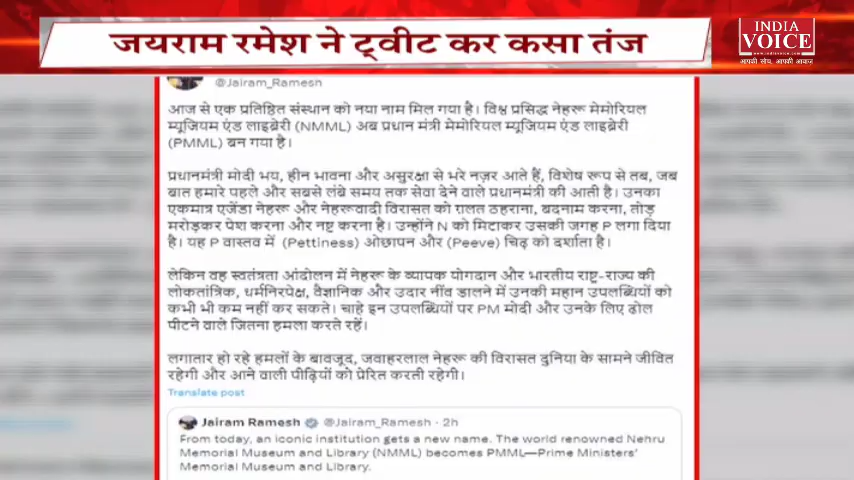 जयराम रमेश ने ट्वीट कर कसा तंज
INDIA
VOICE
आपकी सोच, आपकी आवाज
@Jairam_Ramesh
आज से एक प्रतिष्ठित संस्थान को नया नाम मिल गया है। विश्व प्रसिद्ध नेहरू मेमोरियल
म्यूजियम एंड लाइब्रेरी (NMML) अब प्रधान मंत्री मेमोरियल म्यूजियम एंड लाइब्रेरी
(PMML) बन गया है।
प्रधानमंत्री मोदी भय, हीन भावना और असुरक्षा से भरे नज़र आते हैं, विशेष रूप से तब, जब
बात हमारे पहले और सबसे लंबे समय तक सेवा देने वाले प्रधानमंत्री की आती है। उनका
एकमात्र एजेंडा नेहरू और नेहरूवादी विरासत को ग़लत ठहराना, बदनाम करना, तोड़
मरोड़कर पेश करना और नष्ट करना है। उन्होंने N को मिटाकर उसकी जगह P लगा दिया
है। यह P वास्तव में (Pettiness) ओछापन और (Peeve) चिढ़ को दर्शाता है।
लेकिन वह स्वतंत्रता आंदोलन में नेहरू के व्यापक योगदान और भारतीय राष्ट्र-राज्य की
लोकतांत्रिक, धर्मनिरपेक्ष, वैज्ञानिक और उदार नींव डालने में उनकी महान उपलब्धियों को
कभी भी कम नहीं कर सकते। चाहे इन उपलब्धियों पर PM मोदी और उनके लिए ढोल
पीटने वाले जितना हमला करते रहें।
लगातार हो रहे हमलों के बावजूद, जवाहरलाल नेहरू की विरासत दुनिया के सामने जीवित
रहेगी और आने वाली पीढ़ियों को प्रेरित करती रहेगी।
Translate post
Jairam Ramesh @Jairam_Ramesh · 2h
From today, an iconic institution gets a new name. The world renowned Nehru
Memorial Museum and Library (NMML) becomes PMML—Prime Ministers'
Memorial Museum and Library.